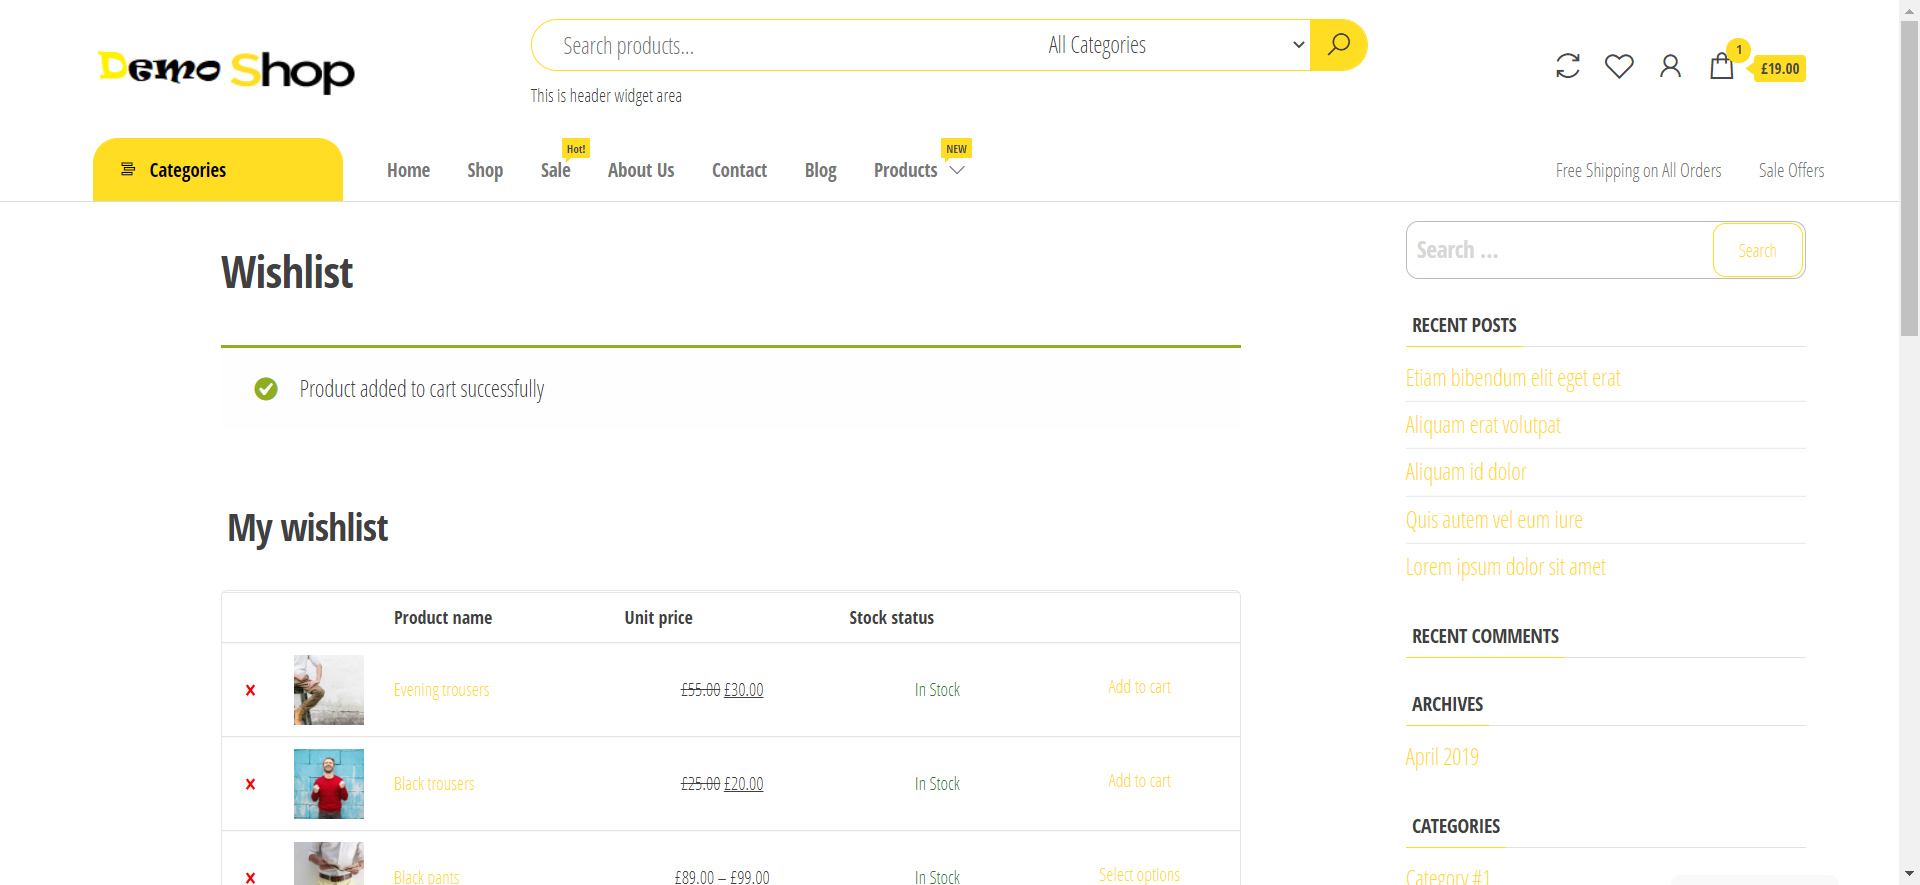 Demo Shop
Search products...
All Categories
This is header widget area
1
£19.00
Categories
Home
Shop
Sale
Hot!
About Us
Contact
Blog
Products
NEW
Free Shipping on All Orders
Sale Offers
Wishlist
Product added to cart successfully
My wishlist
Product name Unit price Stock status
Evening trousers £55.00 £30.00 In Stock Add to cart
Black trousers £25.00 £20.00 In Stock Add to cart
Black pants £89.00 – £99.00 In Stock Select options
Search ...
Search
RECENT POSTS
Etiam bibendum elit eget erat
Aliquam erat volutpat
Aliquam id dolor
Quis autem vel eum iure
Lorem ipsum dolor sit amet
RECENT COMMENTS
ARCHIVES
April 2019
CATEGORIES
Category #1